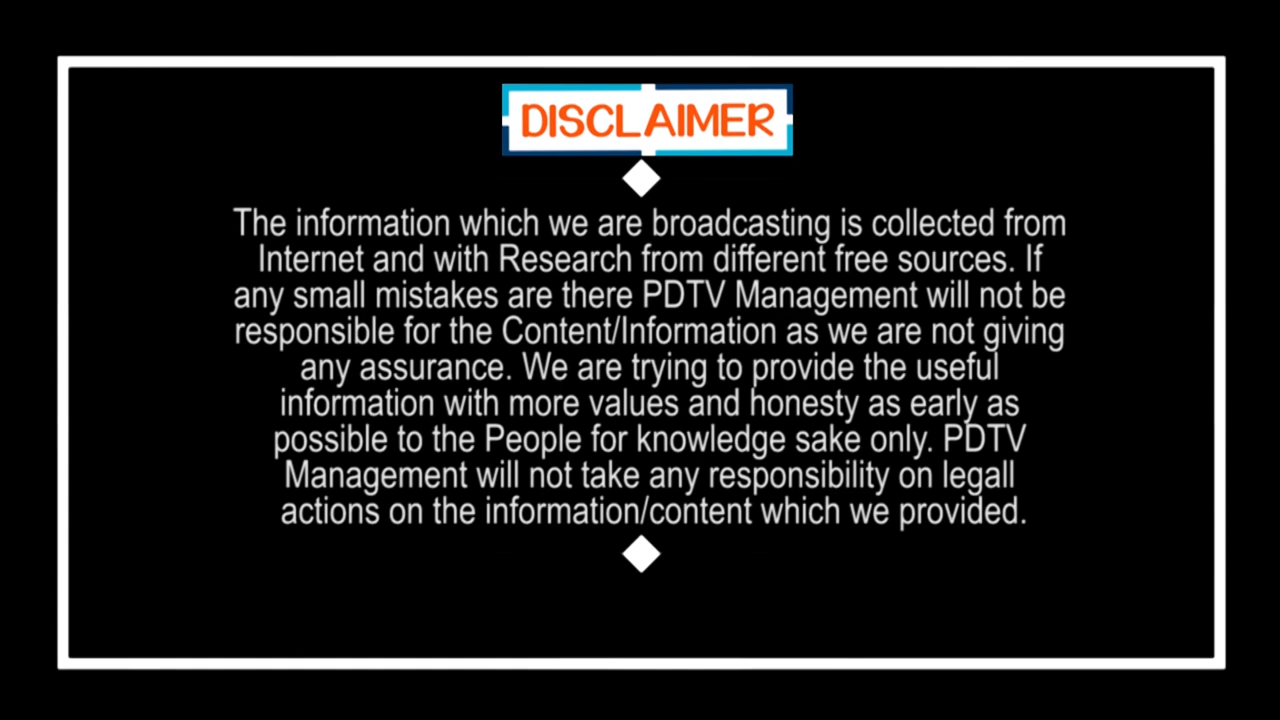 DISCLAIMER
The information which we are broadcasting is collected from
Internet and with Research from different free sources. If
any small mistakes are there PDTV Management will not be
responsible for the Content/Information as we are not giving
any assurance. We are trying to provide the useful
information with more values and honesty as early as
possible to the People for knowledge sake only. PDTV
Management will not take any responsibility on legall
actions on the information/content which we provided.